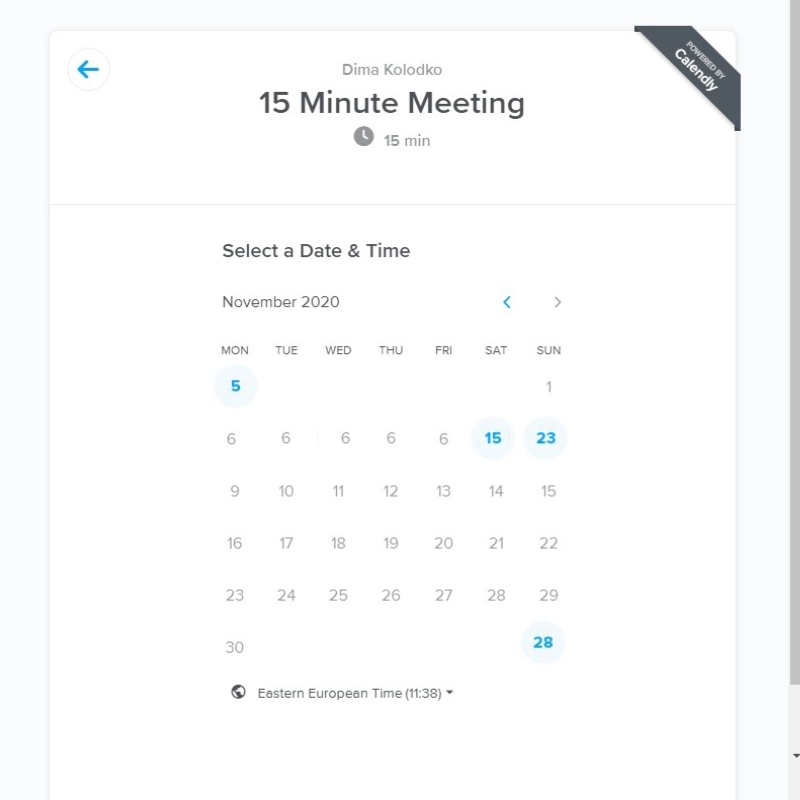 POWERED BY
Calendly
Dima Kolodko
15 Minute Meeting
15 min
Select a Date & Time
November 2020
MON TUE WED THU FRI SAT SUN
5 1
6 6 6 6 6 15 23
9 10 11 12 13 14 15
16 17 18 19 20 21 22
23 24 25 26 27 28 29
30 28
Eastern European Time (11:38)